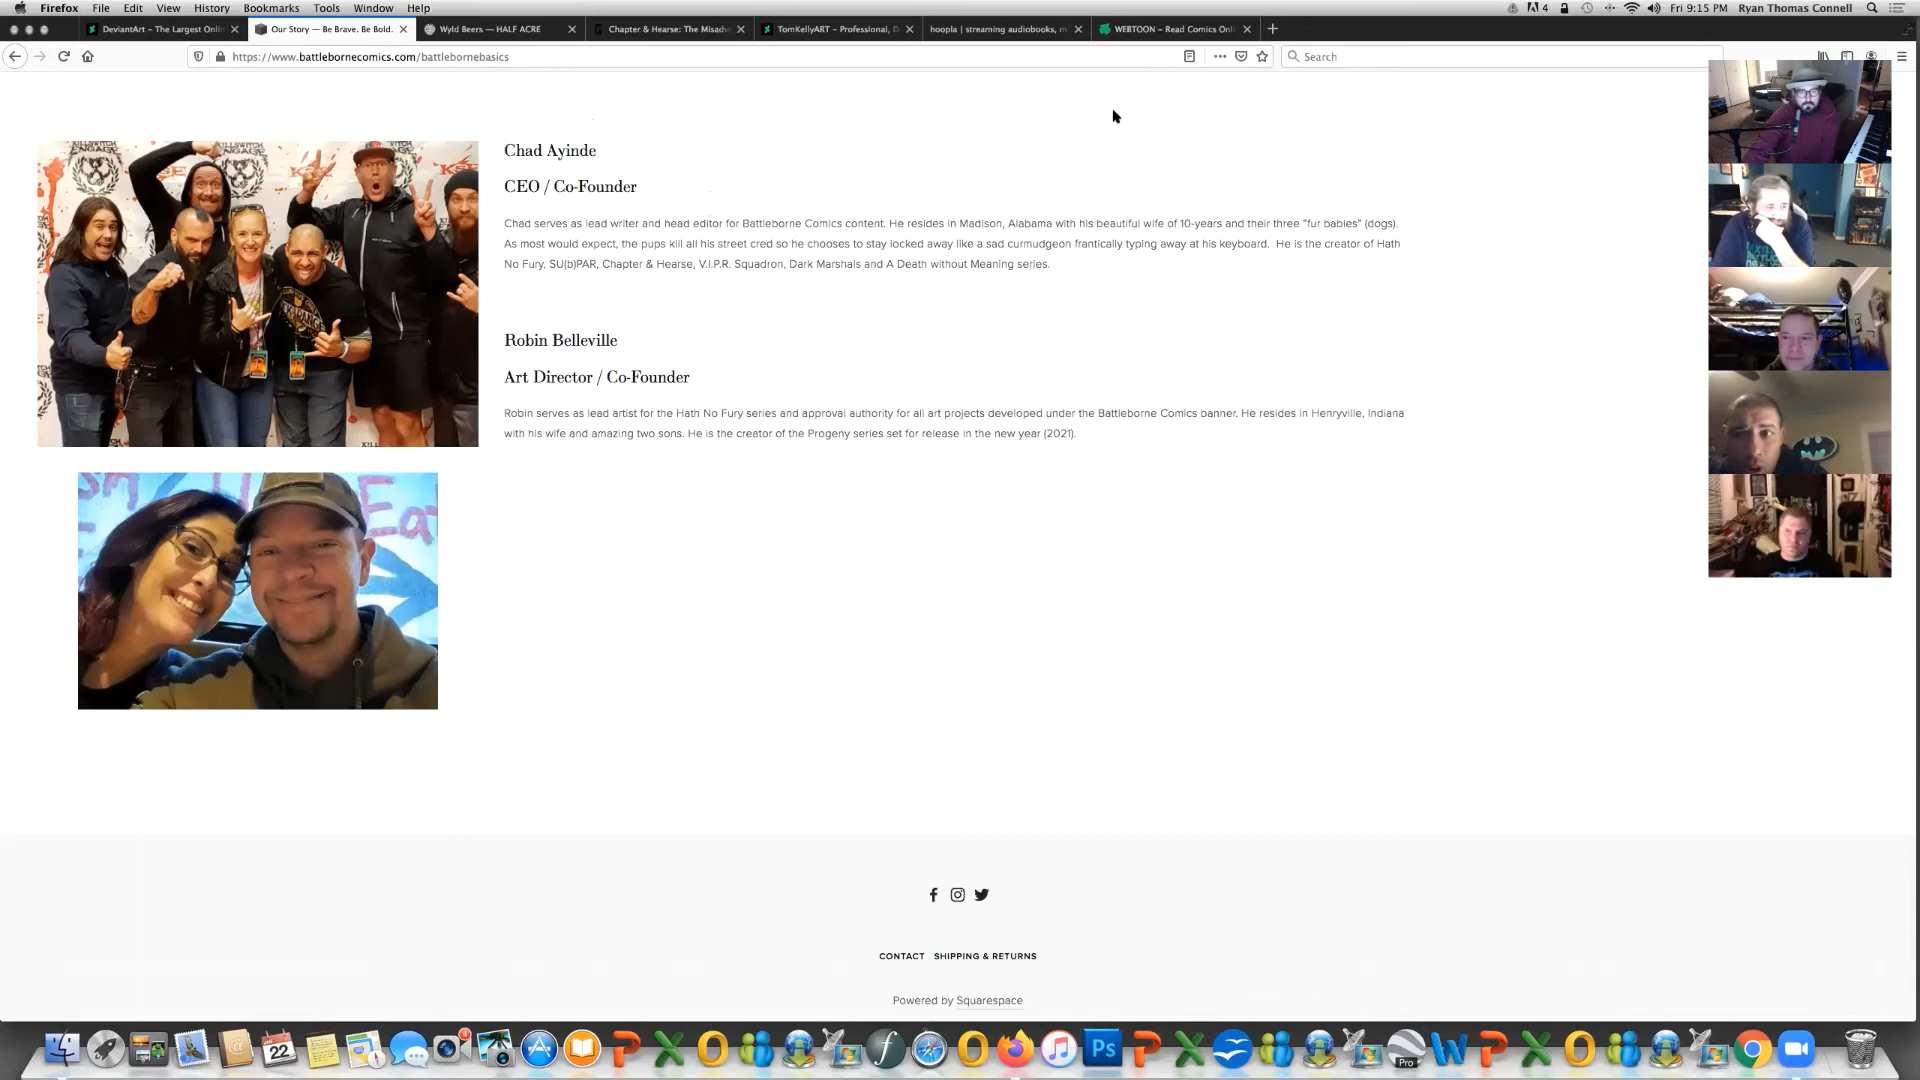 Firefox File Edit View History Bookmarks Tools Window Help
4 Fri 9:15 PM Ryan Thomas Connell
DeviantArt – The Largest Onlin
Our Story — Be Brave. Be Bold.
Wyld Beers — HALF ACRE
Chapter & Hearse: The Misadv
TomKellyART – Professional, D
hoopla | streaming audiobooks, m
WEBTOON – Read Comics Onli
https://www.battlebornecomics.com/battlebornebasics
Search
KILLSWITCH
ENGAGE
Chad Ayinde
CEO / Co-Founder
Chad serves as lead writer and head editor for Battleborne Comics content. He resides in Madison, Alabama with his beautiful wife of 10-years and their three “fur babies” (dogs).
As most would expect, the pups kill all his street cred so he chooses to stay locked away like a sad curmudgeon frantically typing away at his keyboard. He is the creator of Hath
No Fury, SU(b)PAR, Chapter & Hearse, V.I.P.R. Squadron, Dark Marshals and A Death without Meaning series.
Robin Belleville
Art Director / Co-Founder
Robin serves as lead artist for the Hath No Fury series and approval authority for all art projects developed under the Battleborne Comics banner. He resides in Henryville, Indiana
with his wife and amazing two sons. He is the creator of the Progeny series set for release in the new year (2021).
Eat
CONTACT SHIPPING & RETURNS
Powered by Squarespace
22
4
Ps
Pro